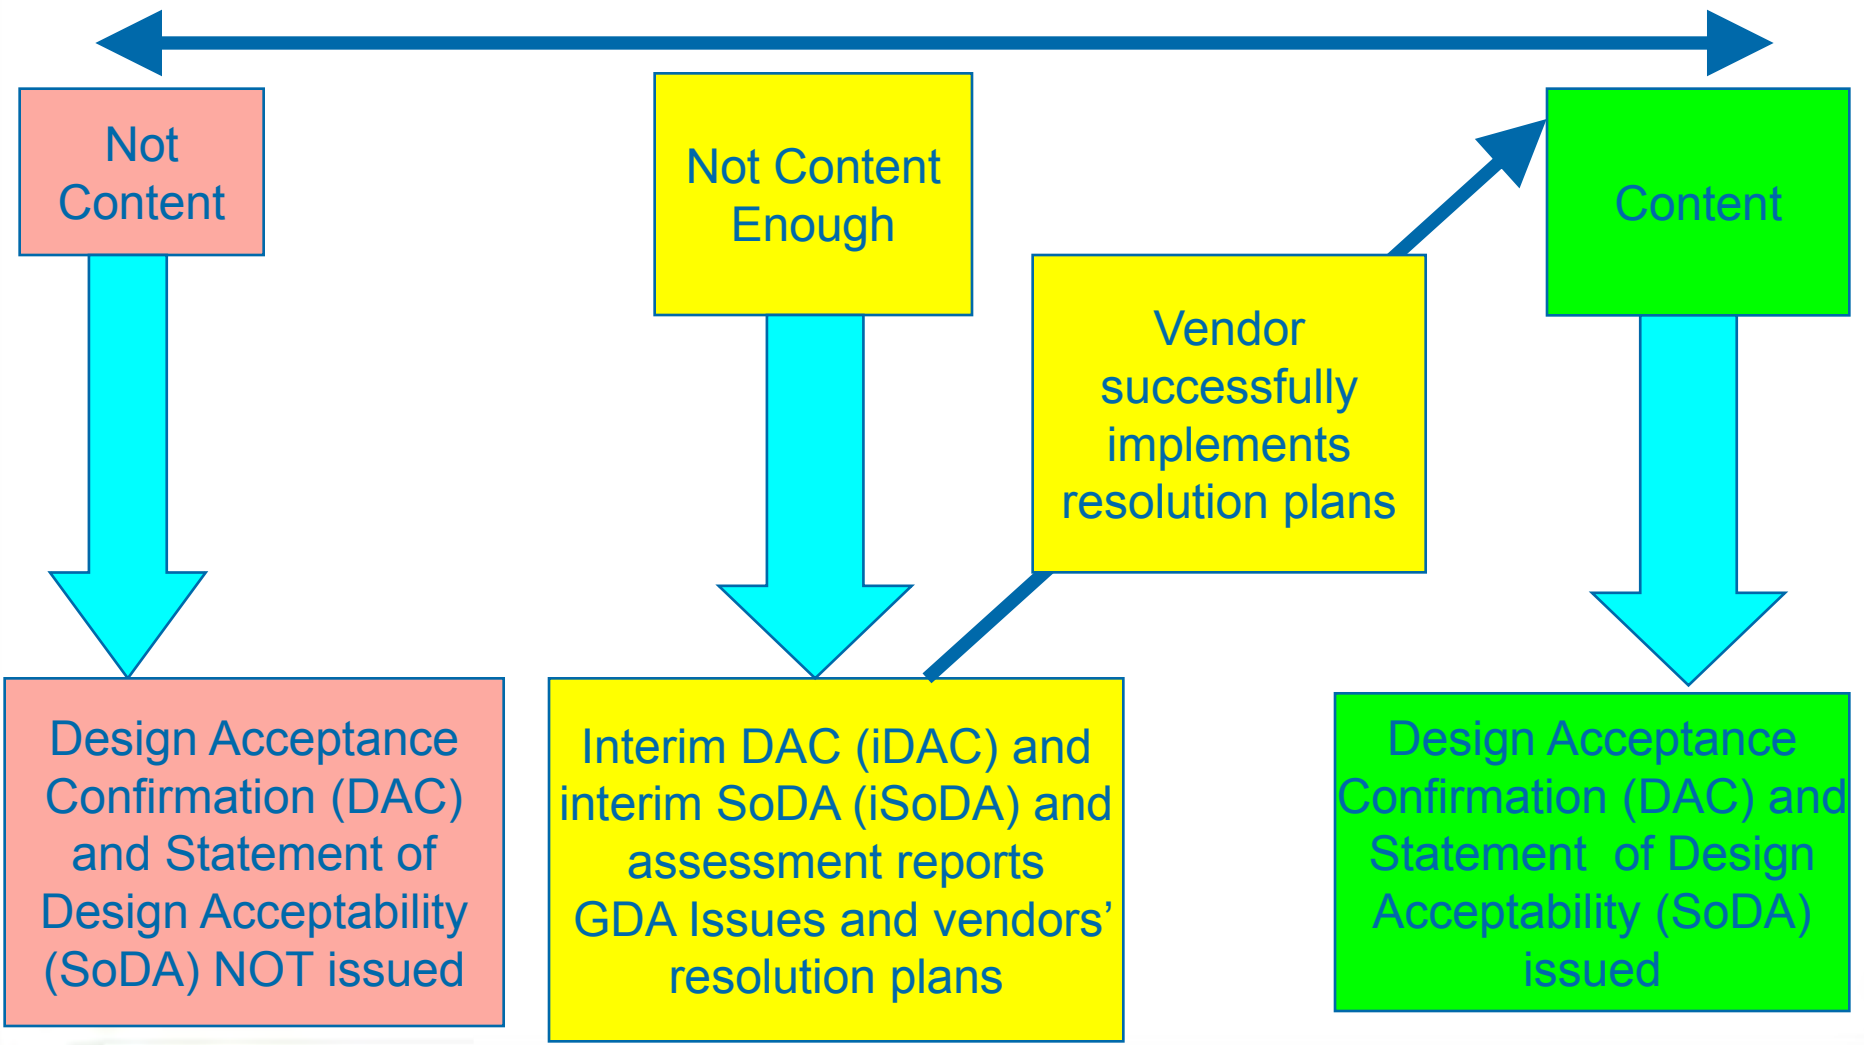 Not
Content
Not Content
Enough
Content
Vendor
successfully
implements
resolution plans
Design Acceptance
Confirmation (DAC)
and Statement of
Design Acceptability
(SoDA) NOT issued
Interim DAC (iDAC) and
interim SoDA (iSoDA) and
assessment reports
GDA Issues and vendors’
resolution plans
Design Acceptance
Confirmation (DAC) and
Statement of Design
Acceptability (SoDA)
issued